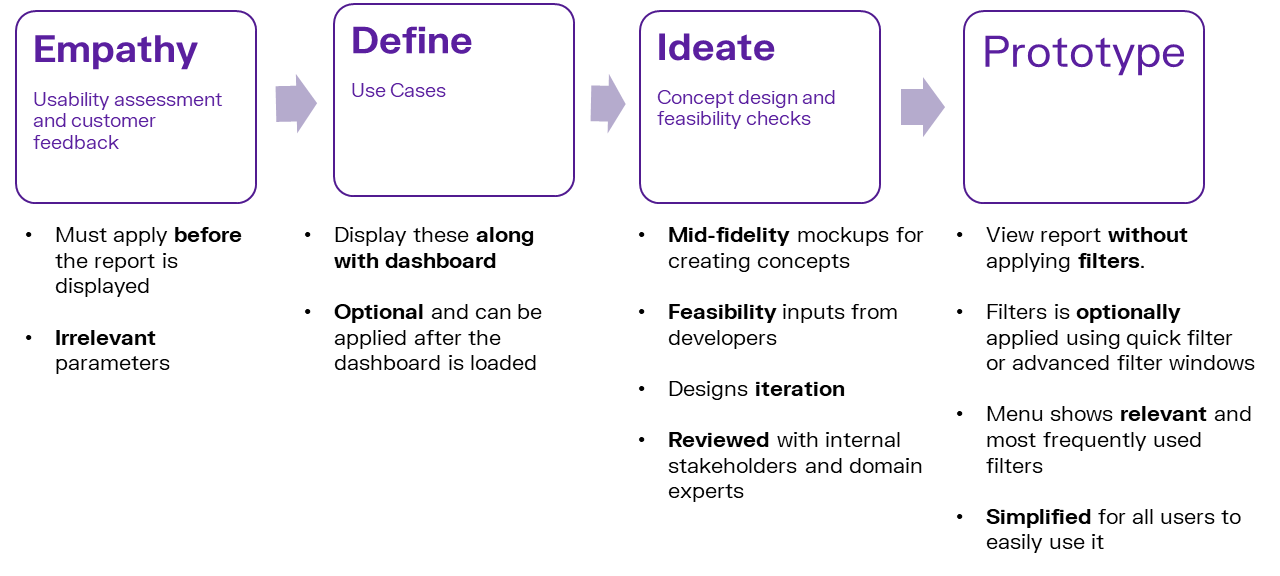 Empathy
Usability assessment
and customer
feedback
Define
Use Cases
Ideate
Concept design and
feasibility checks
Prototype
• Must apply before
the report is
displayed
• Irrelevant
parameters
• Display these along
with dashboard
• Optional and can be
applied after the
dashboard is loaded
• Mid-fidelity mockups for
creating concepts
• Feasibility inputs from
developers
• Designs iteration
• Reviewed with internal
stakeholders and domain
experts
• View report without
applying filters.
• Filters is optionally
applied using quick filter
or advanced filter windows
• Menu shows relevant and
most frequently used
filters
• Simplified for all users to
easily use it